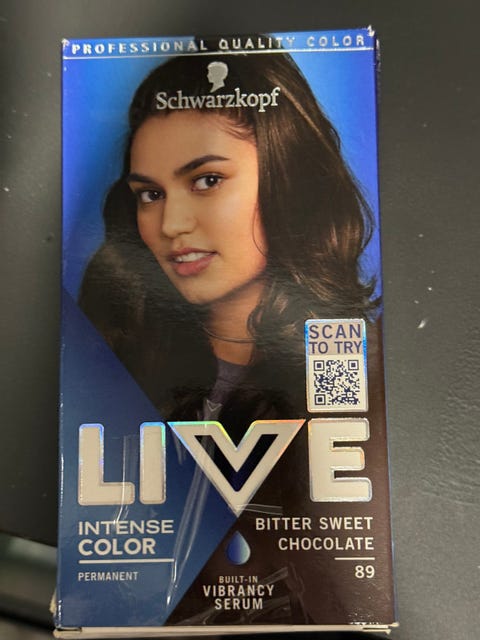 PROFESSIONAL QUALITY COLOR
Schwarzkopf
SCAN
TO TRY
LIVE
INTENSE
COLOR
PERMANENT
BITTER SWEET
CHOCOLATE
89
BUILT-IN
VIBRANCY
SERUM